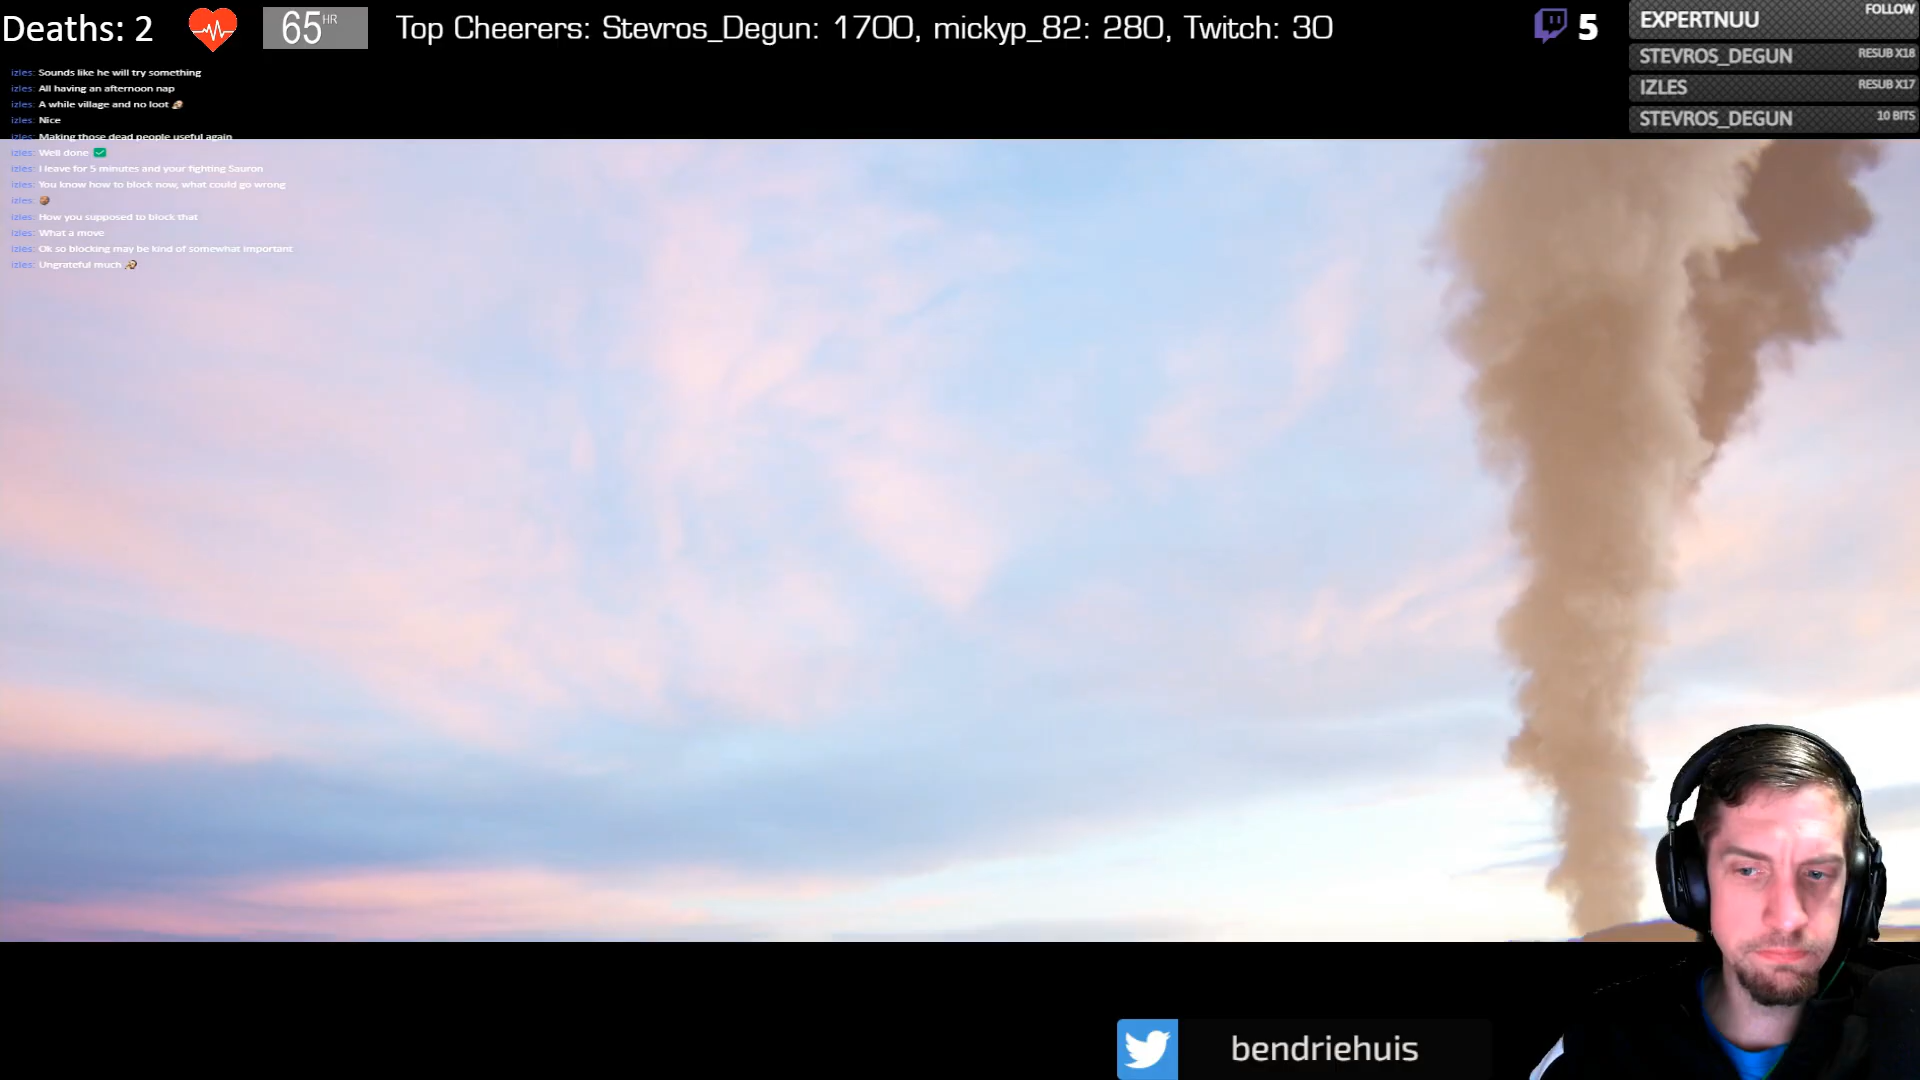 Deaths: 2
65 HR
Top Cheerers: Stevros_Degun: 1700, mickyp_82: 280, Twitch: 30
5
EXPERTNUU FOLLOW
STEVROS_DEGUN RESUB X18
IZLES RESUB X17
STEVROS_DEGUN 10 BITS
izles: Sounds like he will try something
izles: All having an afternoon nap
izles: A while village and no loot
izles: Nice
izles: Making those dead people useful again
izles: Well done
izles: I leave for 5 minutes and your fighting Sauron
izles: You know how to block now, what could go wrong
izles:
izles: How you supposed to block that
izles: What a move
izles: Ok so blocking may be kind of somewhat important
izles: Ungrateful much
bendriehuis